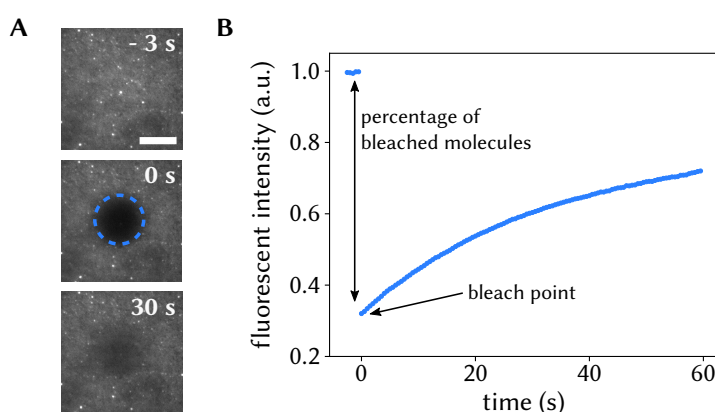 A
- 3 s
0 s
30 s
B
fluorescent intensity (a.u.)
1.0
0.8
0.6
0.4
0.2
percentage of
bleached molecules
bleach point
0
20
40
60
time (s)